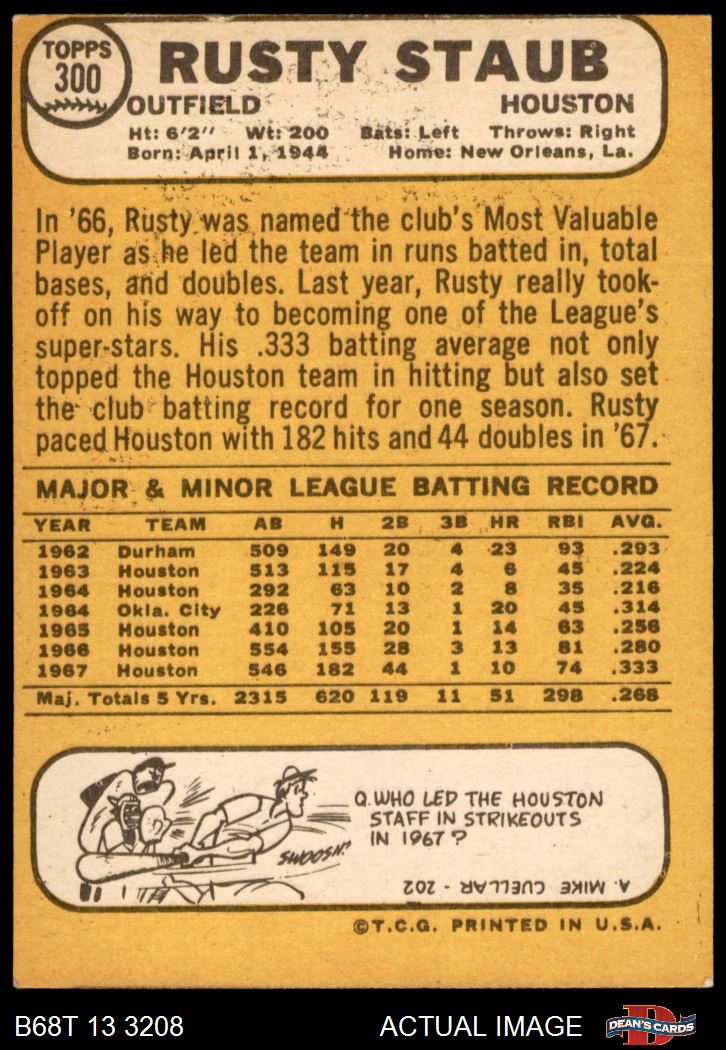 TOPPS
300
RUSTY STAUB
OUTFIELD HOUSTON
Ht: 6'2" Wt: 200 Bats: Left Throws: Right
Born: April 1, 1944 Home: New Orleans, La.
In '66, Rusty was named the club's Most Valuable
Player as he led the team in runs batted in, total
bases, and doubles. Last year, Rusty really took-
off on his way to becoming one of the League's
super-stars. His .333 batting average not only
topped the Houston team in hitting but also set
the club batting record for one season. Rusty
paced Houston with 182 hits and 44 doubles in '67.
MAJOR & MINOR LEAGUE BATTING RECORD
YEAR TEAM AB H 2B 3B HR RBI AVG.
1962 Durham 509 149 20 4 23 93 .293
1963 Houston 513 115 17 4 6 45 .224
1964 Houston 292 63 10 2 8 35 .216
1964 Okla. City 226 71 13 1 20 45 .314
1965 Houston 410 105 20 1 14 63 .256
1966 Houston 554 155 28 3 13 81 .280
1967 Houston 546 182 44 1 10 74 .333
Maj. Totals 5 Yrs. 2315 620 119 11 51 298 .268
Q. WHO LED THE HOUSTON
STAFF IN STRIKEOUTS
IN 1967?
SWOOSH!!
A. MIKE CUELLAR - 202
©T.C.G. PRINTED IN U.S.A.
B68T 13 3208 ACTUAL IMAGE
D
DEAN'S CARDS